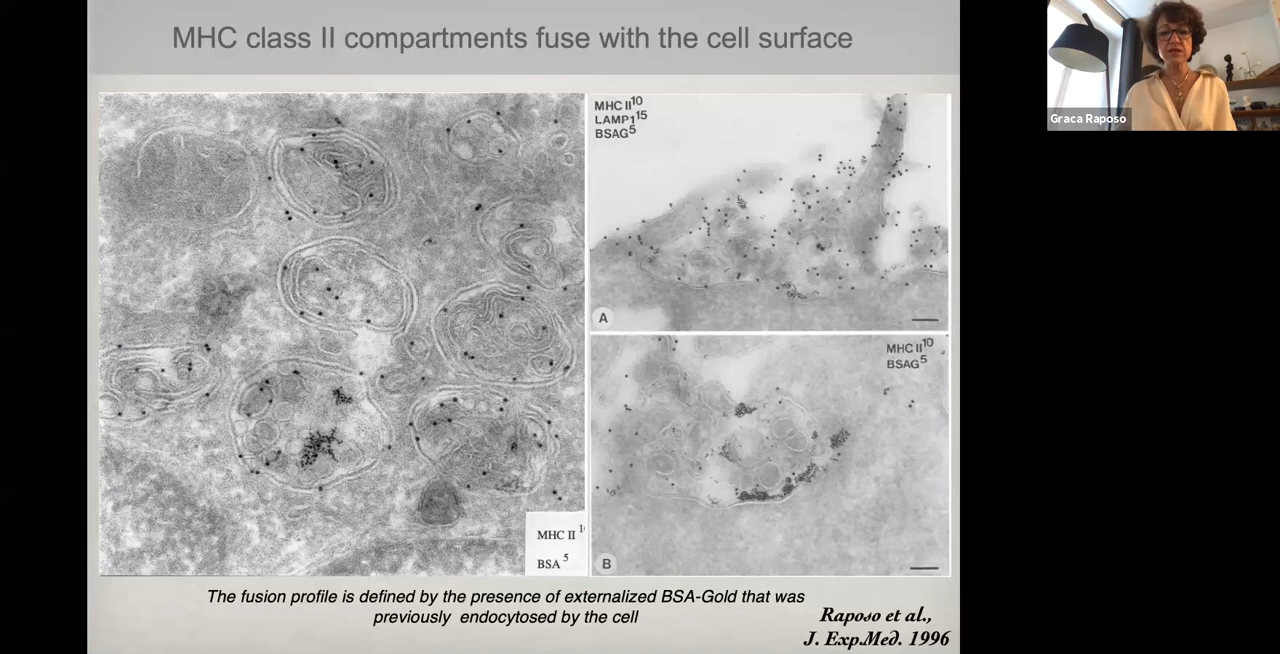 MHC class II compartments fuse with the cell surface
MHC II 1
BSA 5
MHC II10
LAMP115
BSAG5
A
MHC II10
BSAG5
B
The fusion profile is defined by the presence of externalized BSA-Gold that was
previously endocytosed by the cell
Raposo et al.,
J. Exp.Med. 1996
Graca Raposo